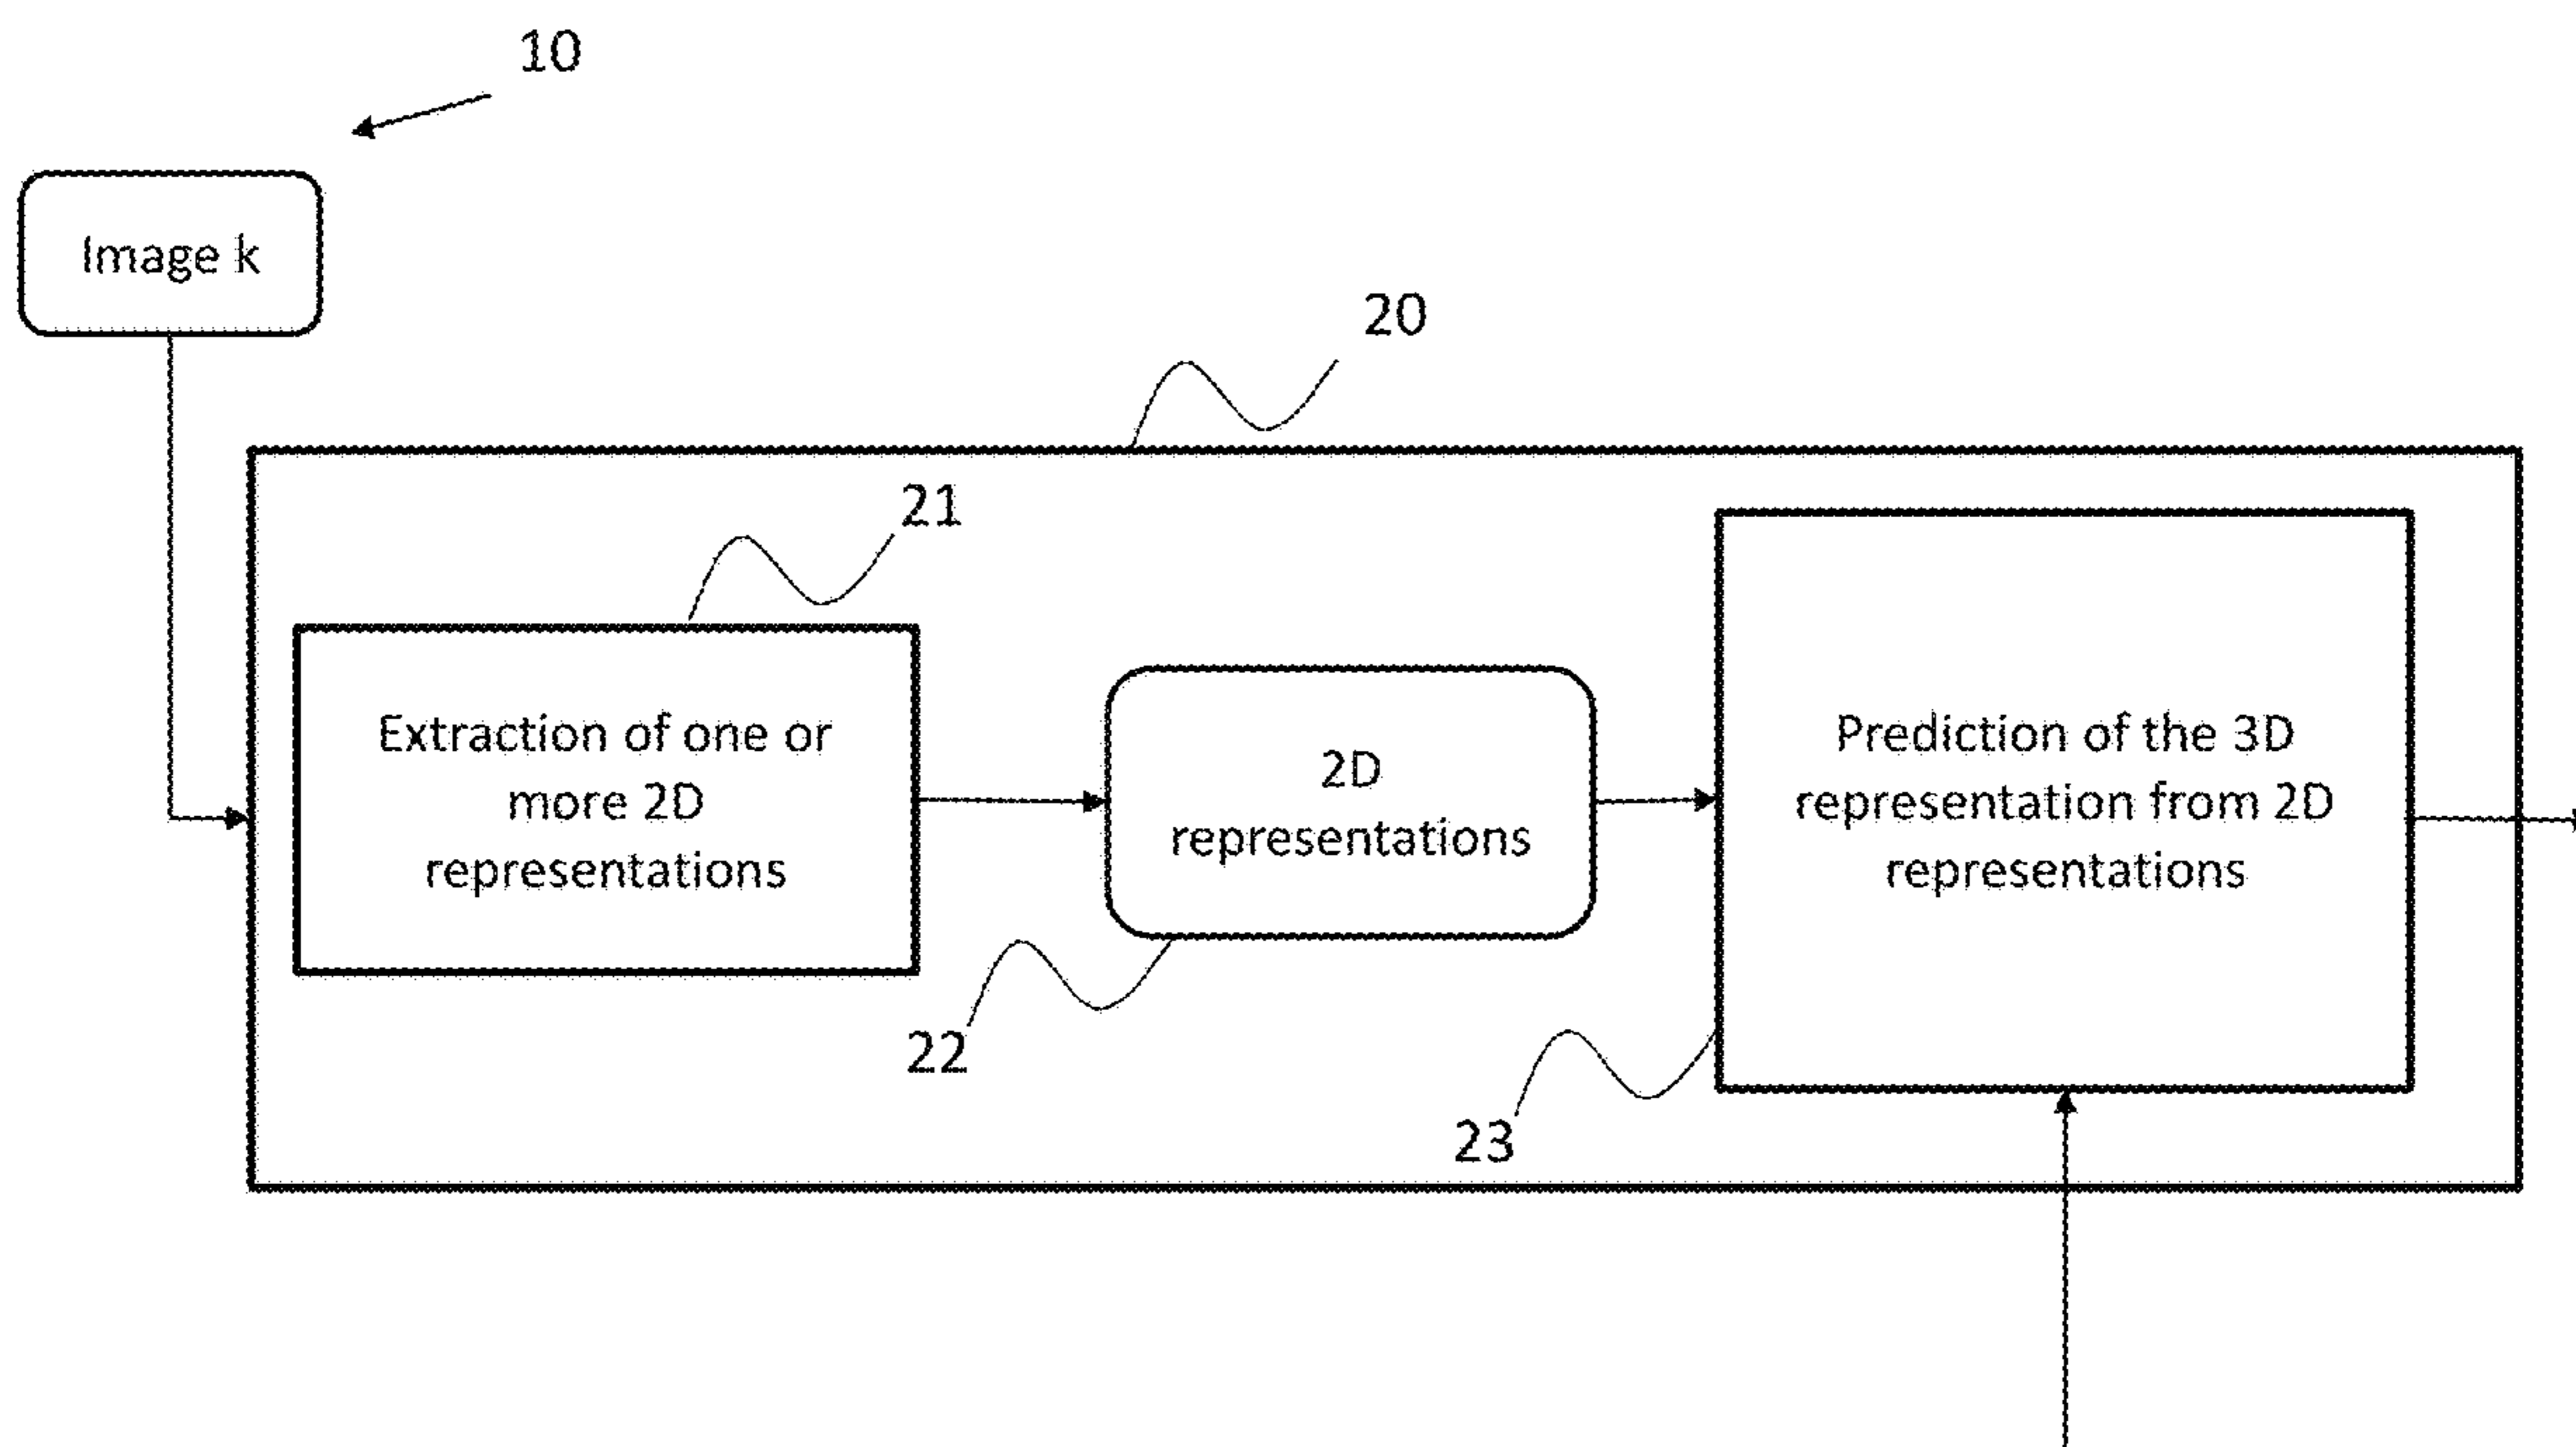 10
Image k
20
21
Extraction of one or
more 2D
representations
2D
representations
22
Prediction of the 3D
representation from 2D
representations
23